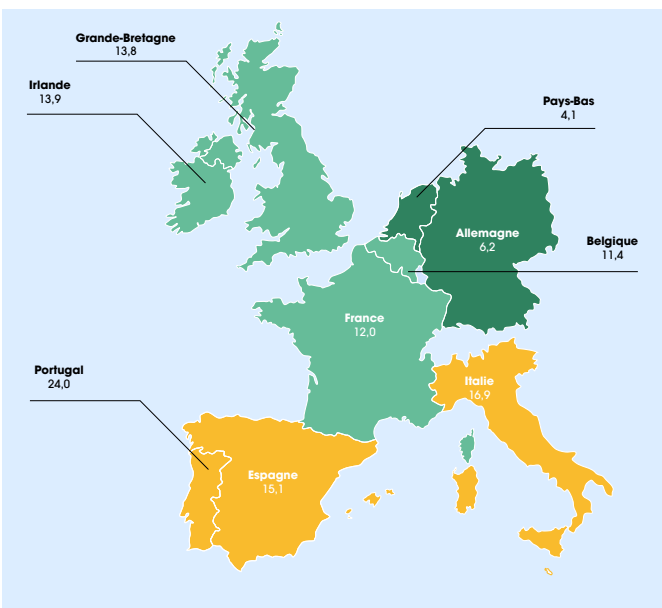 Grande-Bretagne
13,8
Irlande
13,9
Pays-Bas
4,1
Allemagne
6,2
Belgique
11,4
France
12,0
Portugal
24,0
Italie
16,9
Espagne
15,1